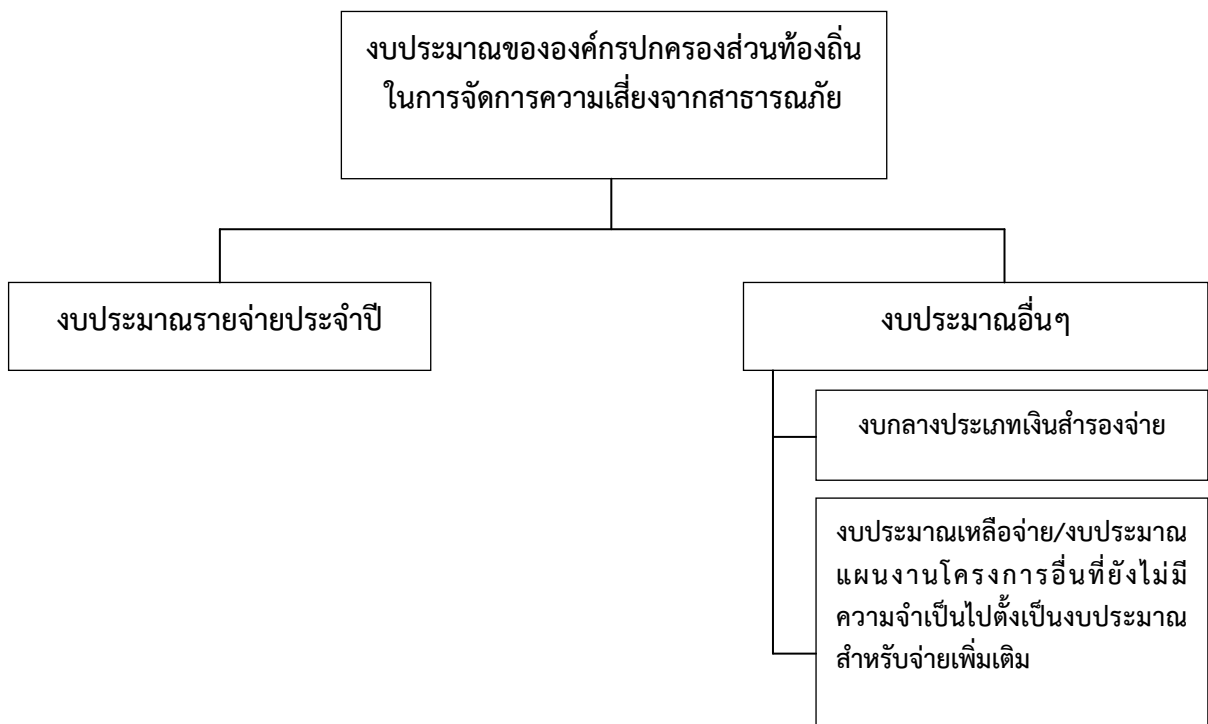 งบประมาณขององค์กรปกครองส่วนท้องถิ่น
ในการจัดการความเสี่ยงจากสาธารณภัย
งบประมาณรายจ่ายประจำปี
งบประมาณอื่นๆ
งบกลางประเภทเงินสำรองจ่าย
งบประมาณเหลือจ่าย/งบประมาณ
แผนงานโครงการอื่นที่ยังไม่มี
ความจำเป็นไปตั้งเป็นงบประมาณ
สำหรับจ่ายเพิ่มเติม